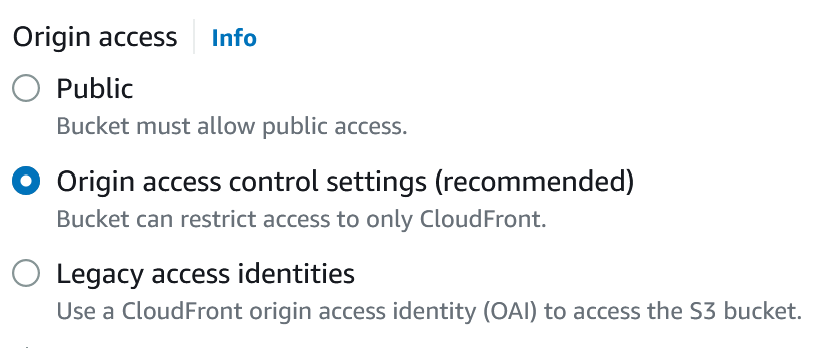 Origin access Info
Public
Bucket must allow public access.
Origin access control settings (recommended)
Bucket can restrict access to only CloudFront.
Legacy access identities
Use a CloudFront origin access identity (OAI) to access the S3 bucket.